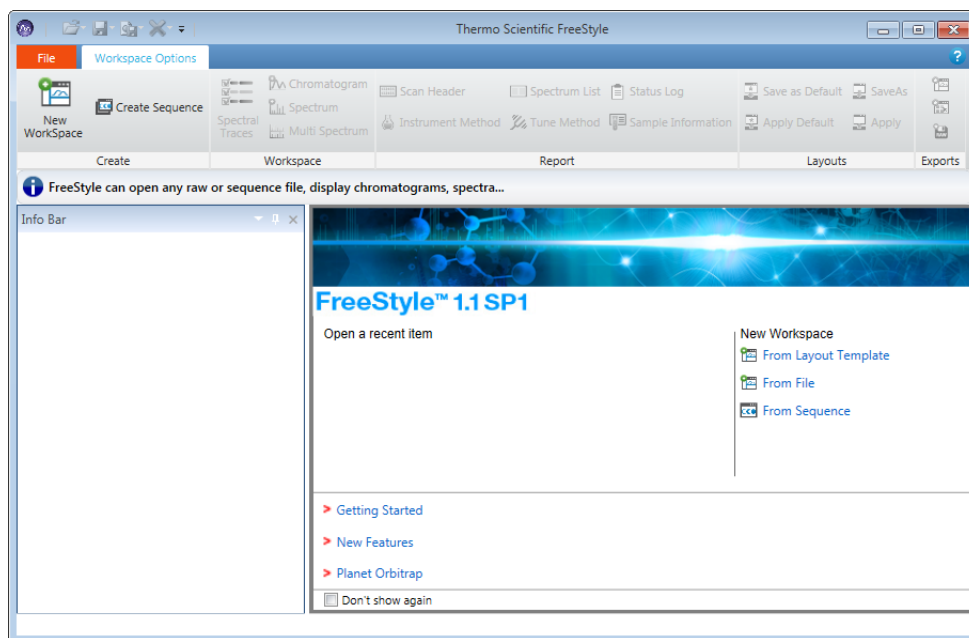 Thermo Scientific FreeStyle
File
Workspace Options
?
New
WorkSpace
Create Sequence
Create
Spectral
Traces
Chromatogram
Spectrum
Multi Spectrum
Workspace
Scan Header
Spectrum List
Status Log
Instrument Method
Tune Method
Sample Information
Report
Save as Default
SaveAs
Apply Default
Apply
Layouts
Exports
FreeStyle can open any raw or sequence file, display chromatograms, spectra...
Info Bar
FreeStyle™ 1.1 SP1
Open a recent item
New Workspace
From Layout Template
From File
From Sequence
> Getting Started
> New Features
> Planet Orbitrap
Don't show again